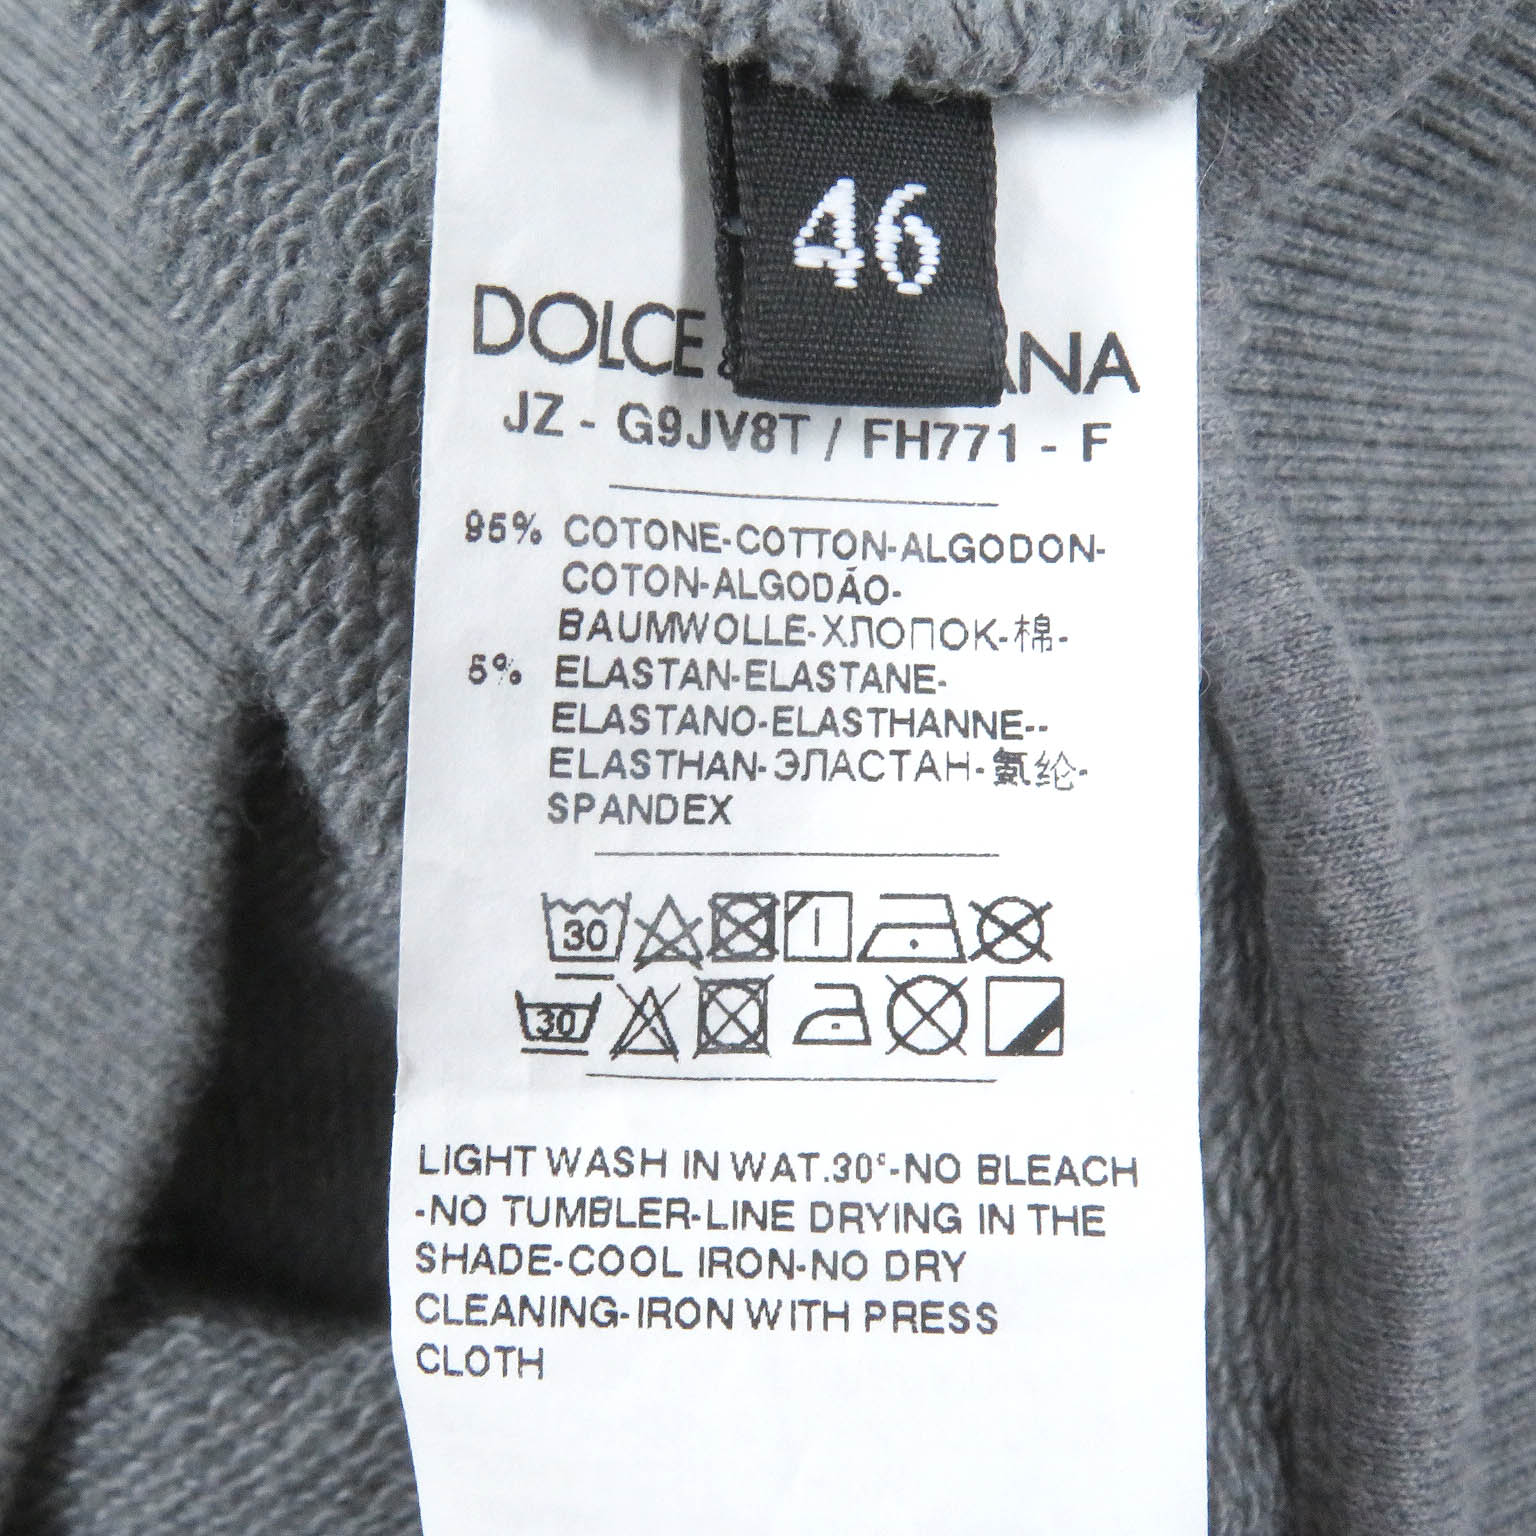 46
DOLCE & ANA
JZ - G9JV8T / FH771 - F
95% COTONE-COTTON-ALGODON-
COTON-ALGODÃO-
BAUMWOLLE-ХЛОПОК-棉-
5% ELASTAN-ELASTANE-
ELASTANO-ELASTHANNE--
ELASTHAN-ЭЛАСТАН-氨纶-
SPANDEX
30
30
LIGHT WASH IN WAT.30°-NO BLEACH
-NO TUMBLER-LINE DRYING IN THE
SHADE-COOL IRON-NO DRY
CLEANING-IRON WITH PRESS
CLOTH